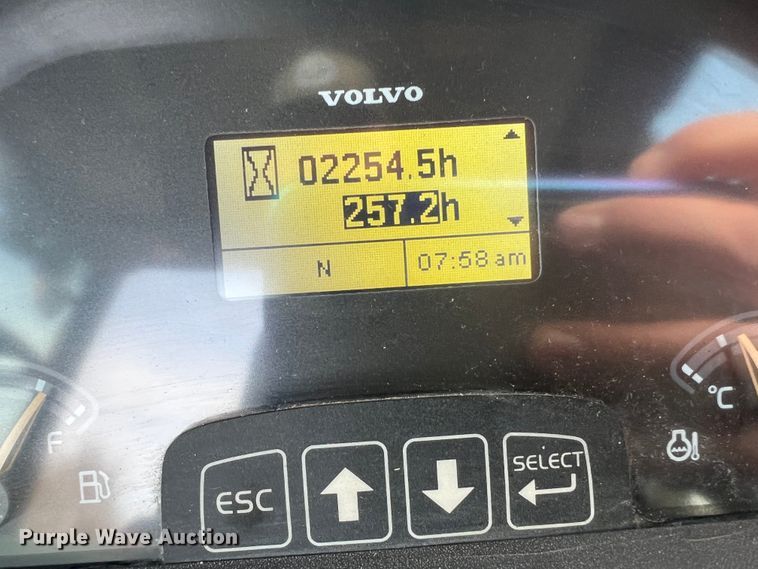 VOLVO
02254.5h
257.2h
N
07:58 am
F
°C
ESC
SELECT
Purple Wave Auction